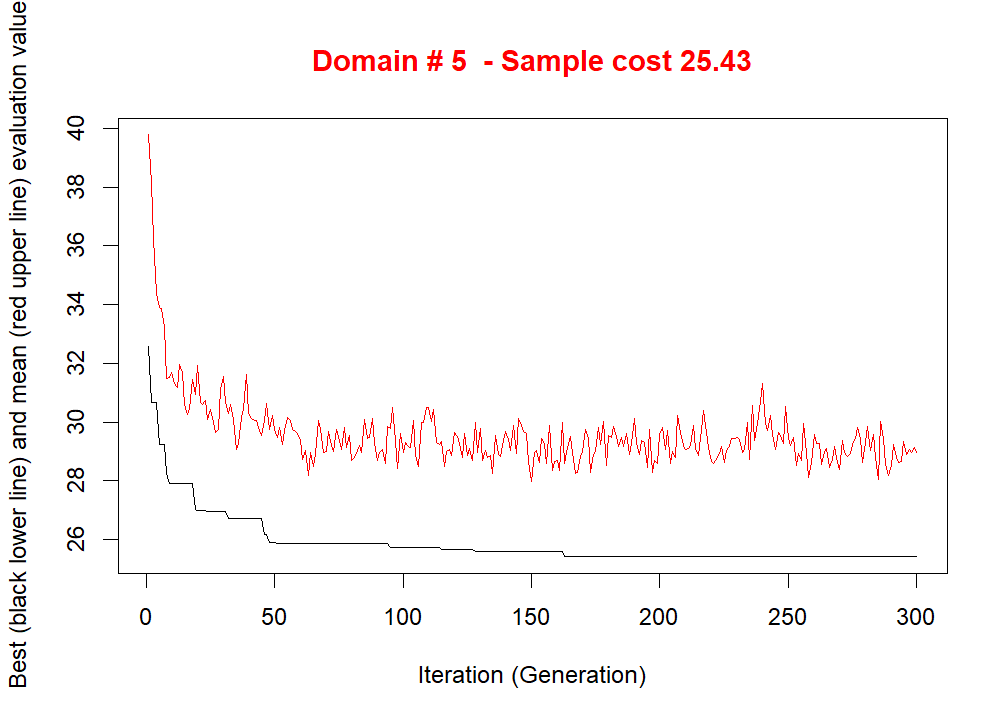 Domain # 5  - Sample cost 25.43
Best (black lower line) and mean (red upper line) evaluation value
40
38
36
34
32
30
28
26
0 50 100 150 200 250 300
Iteration (Generation)